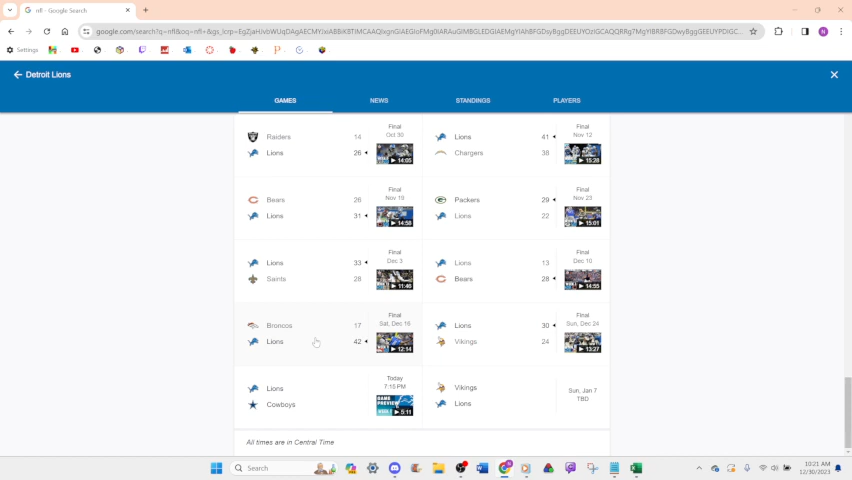 nfl - Google Search
google.com/search?q=nfl&oq=nfl+&gs_lcrp=
Settings
Detroit Lions
GAMES
NEWS
STANDINGS
PLAYERS
Raiders 14
Lions 26
Final
Oct 30
14:05
Lions 41
Chargers 38
Final
Nov 12
15:28
Bears 26
Lions 31
Final
Nov 19
14:58
Packers 29
Lions 22
Final
Nov 23
15:01
Lions 33
Saints 28
Final
Dec 3
11:46
Lions 13
Bears 28
Final
Dec 10
14:55
Broncos 17
Lions 42
Final
Sat, Dec 16
12:14
Lions 30
Vikings 24
Final
Sun, Dec 24
13:27
Lions
Cowboys
Today
7:15 PM
GAME
PREVIEW
5:11
Vikings
Lions
Sun, Jan 7
TBD
All times are in Central Time
Search
10:21 AM
12/30/2023